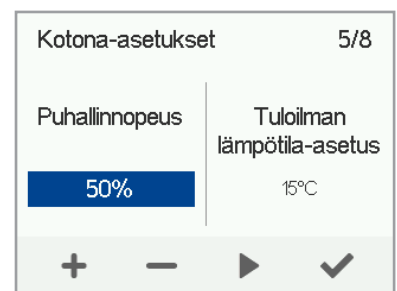 Kotona-asetukset 5/8
Puhallinnopeus
50%
Tuloilman
lämpötila-asetus
15°C